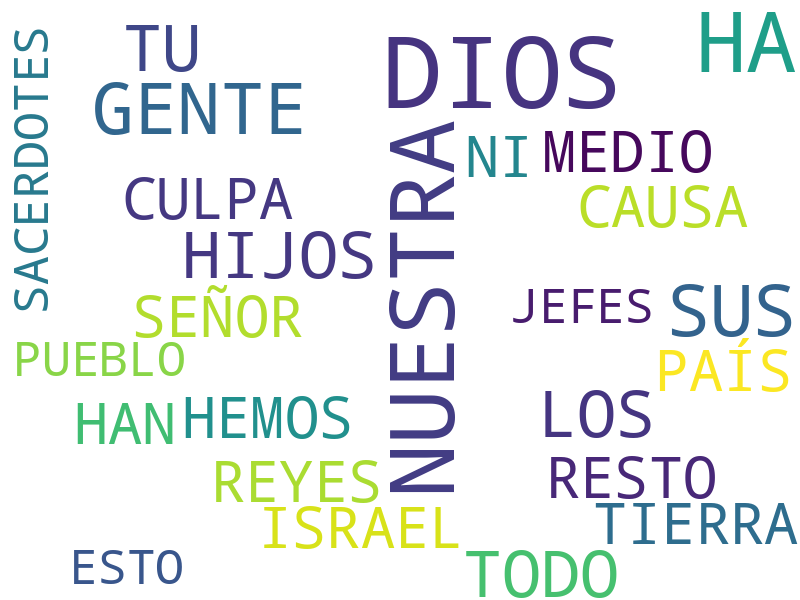 TU
DIOS
HA
SACERDOTES
GENTE
NUESTRA
NI
MEDIO
CULPA
CAUSA
HIJOS
SEÑOR
JEFES
SUS
PUEBLO
PAÍS
HAN
HEMOS
LOS
REYES
RESTO
ISRAEL
TIERRA
ESTO
TODO